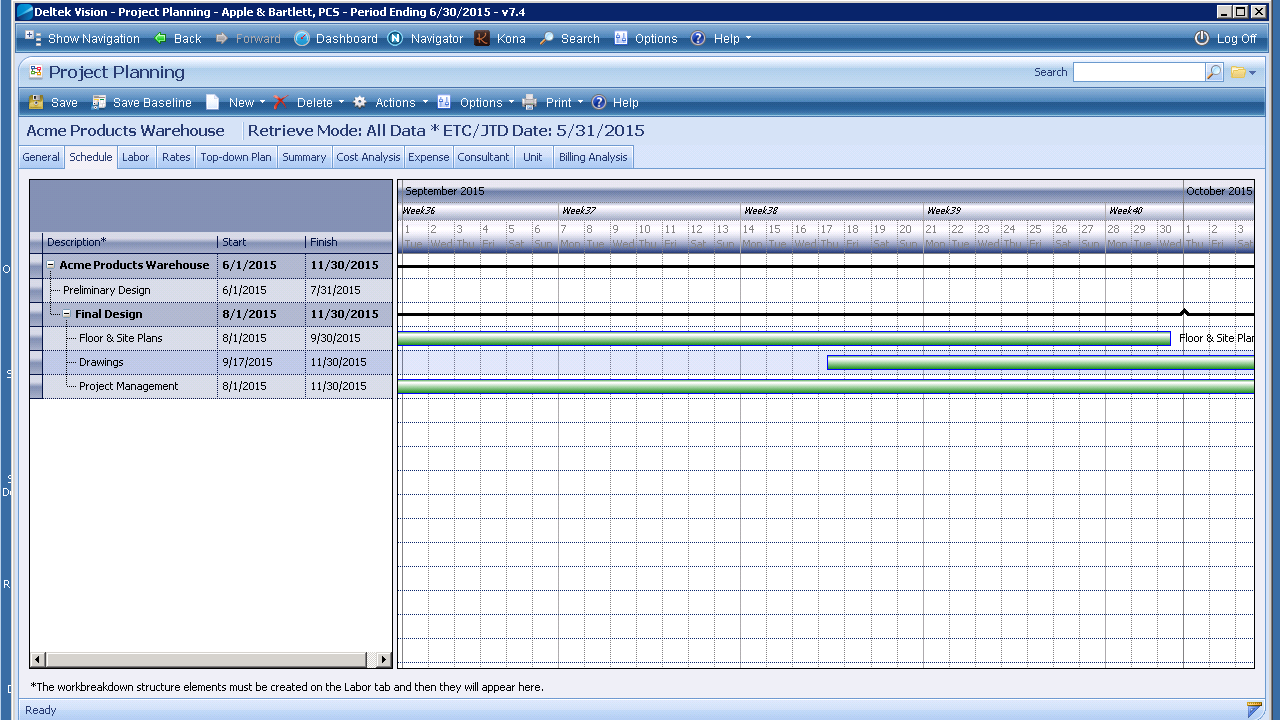 Deltek Vision - Project Planning - Apple & Bartlett, PCS - Period Ending 6/30/2015 - v7.4
Show Navigation Back Forward Dashboard Navigator Kona Search Options Help Log Off
Project Planning Search
Save Save Baseline New Delete Actions Options Print Help
Acme Products Warehouse Retrieve Mode: All Data * ETC/JTD Date: 5/31/2015
General Schedule Labor Rates Top-down Plan Summary Cost Analysis Expense Consultant Unit Billing Analysis
September 2015 October 2015
Week36 Week37 Week38 Week39 Week40
1 2 3 4 5 6 7 8 9 10 11 12 13 14 15 16 17 18 19 20 21 22 23 24 25 26 27 28 29 30 1 2 3
Description* Start Finish Tue Wed Thu Fri Sat Sun Mon Tue Wed Thu Fri Sat Sun Mon Tue Wed Thu Fri Sat Sun Mon Tue Wed Thu Fri Sat Sun Mon Tue Wed Thu Fri Sat
Acme Products Warehouse 6/1/2015 11/30/2015
Preliminary Design 6/1/2015 7/31/2015
Final Design 8/1/2015 11/30/2015
Floor & Site Plans 8/1/2015 9/30/2015 Floor & Site Plan
Drawings 9/17/2015 11/30/2015
Project Management 8/1/2015 11/30/2015
*The workbreakdown structure elements must be created on the Labor tab and then they will appear here.
Ready